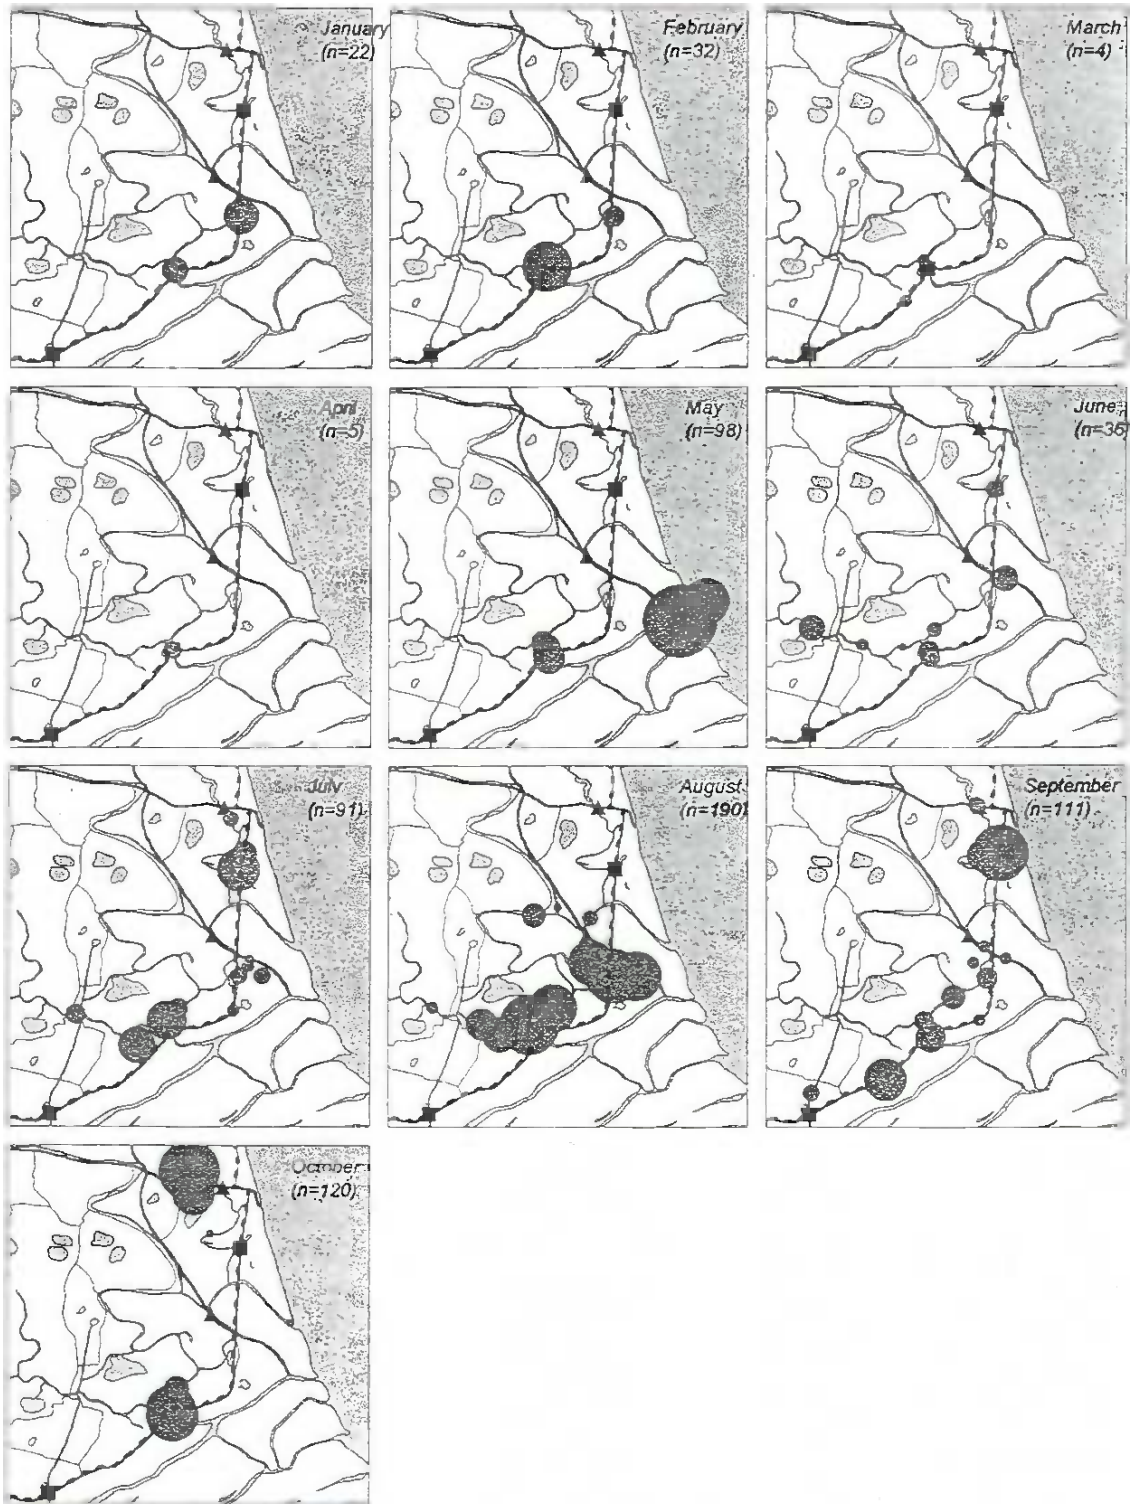 January
(n=22)
February
(n=32)
March
(n=4)
April
(n=5)
May
(n=98)
June
(n=36)
July
(n=91)
August
(n=190)
September
(n=111)
October
(n=120)